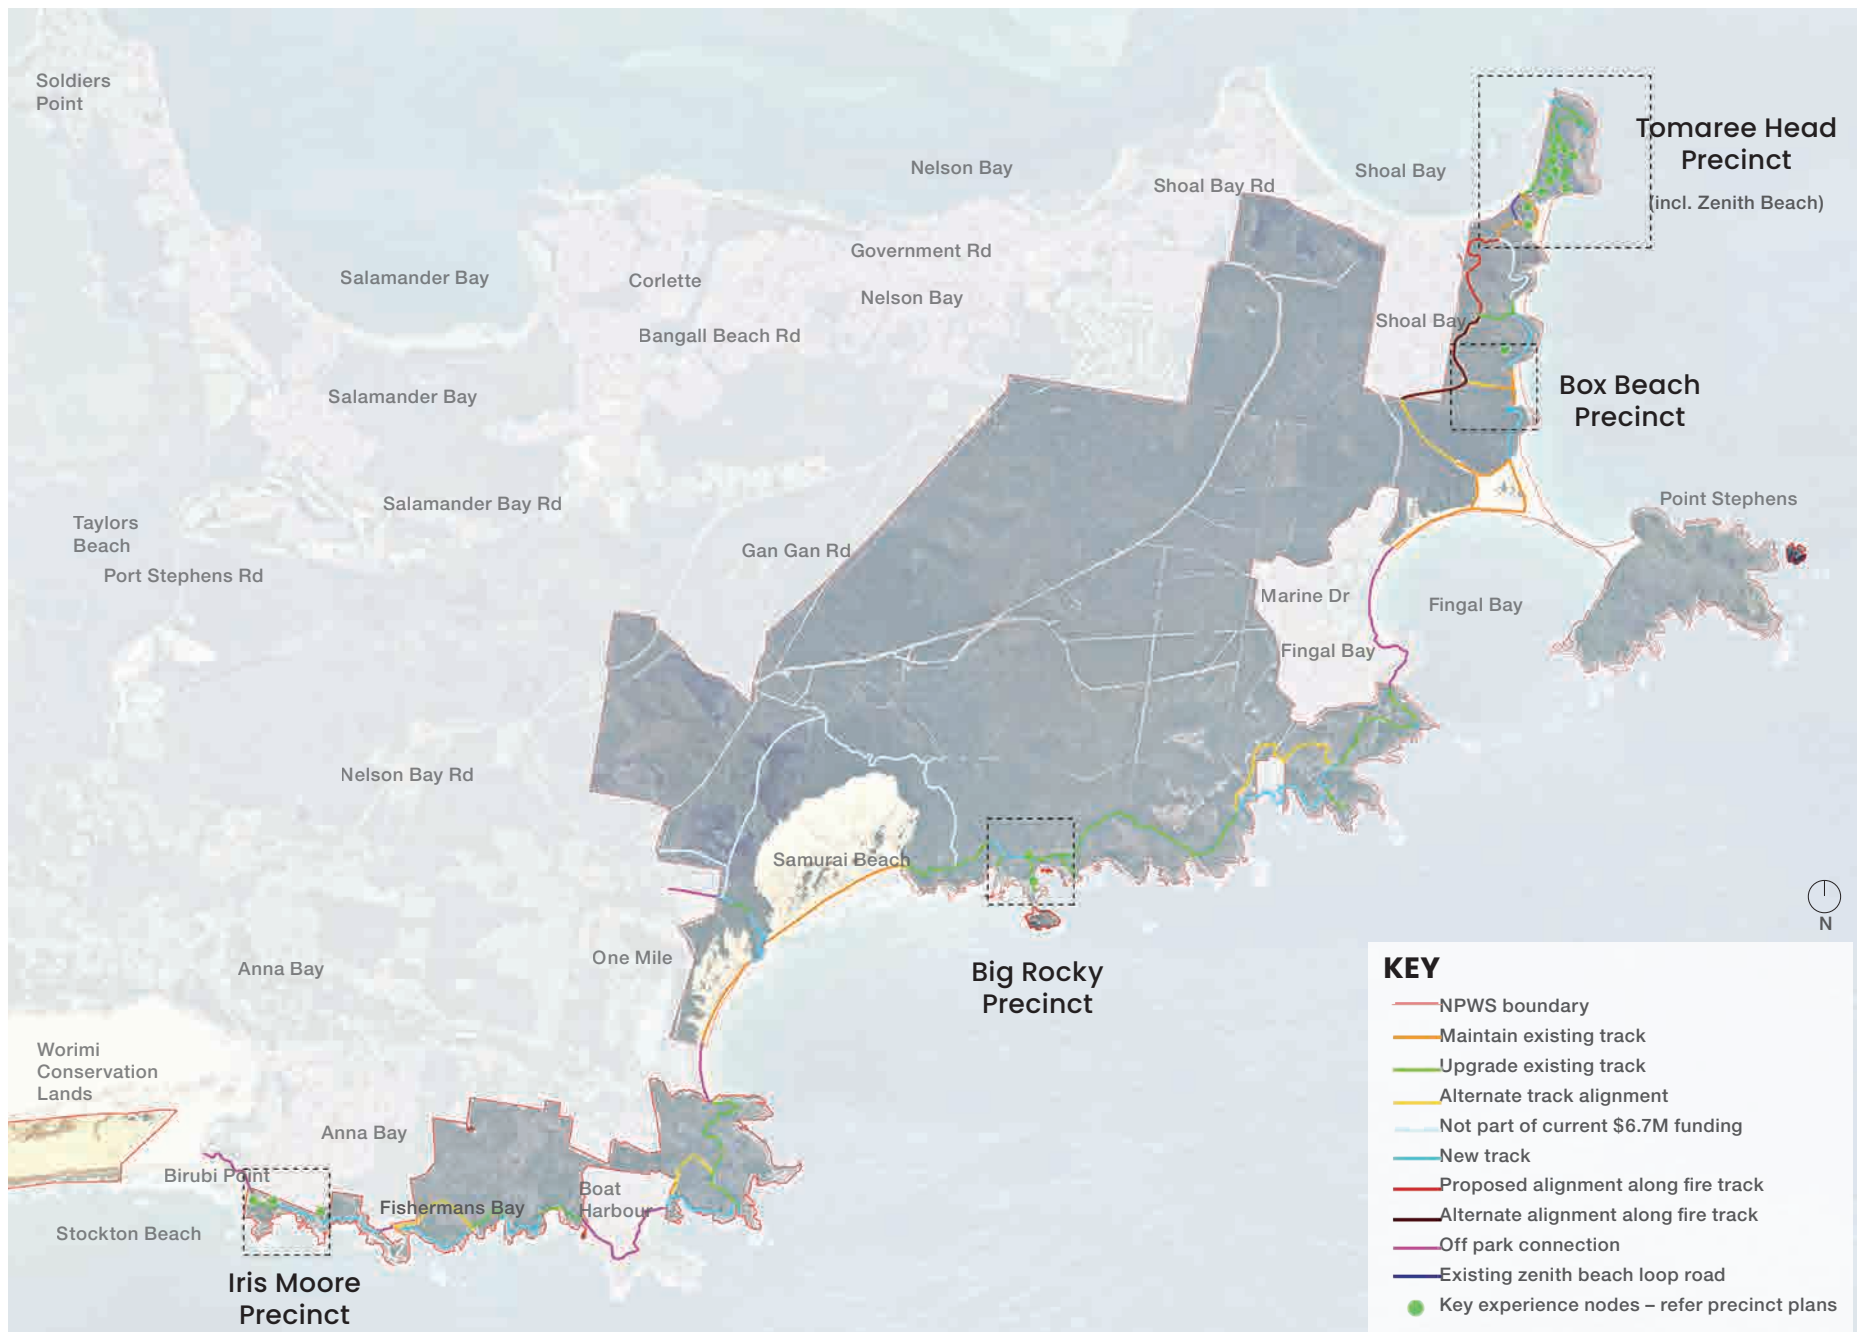 Soldiers
Point
Tomaree Head
Precinct
(incl. Zenith Beach)
Nelson Bay
Shoal Bay Rd
Shoal Bay
Government Rd
Salamander Bay
Corlette
Nelson Bay
Bangall Beach Rd
Shoal Bay
Salamander Bay
Box Beach
Precinct
Salamander Bay Rd
Point Stephens
Taylors
Beach
Gan Gan Rd
Port Stephens Rd
Marine Dr
Fingal Bay
Fingal Bay
Nelson Bay Rd
Samurai Beach
One Mile
Anna Bay
Big Rocky
Precinct
N
Worimi
Conservation
Lands
Anna Bay
Birubi Point
Fishermans Bay
Boat
Harbour
Stockton Beach
Iris Moore
Precinct
KEY
NPWS boundary
Maintain existing track
Upgrade existing track
Alternate track alignment
Not part of current $6.7M funding
New track
Proposed alignment along fire track
Alternate alignment along fire track
Off park connection
Existing zenith beach loop road
Key experience nodes – refer precinct plans